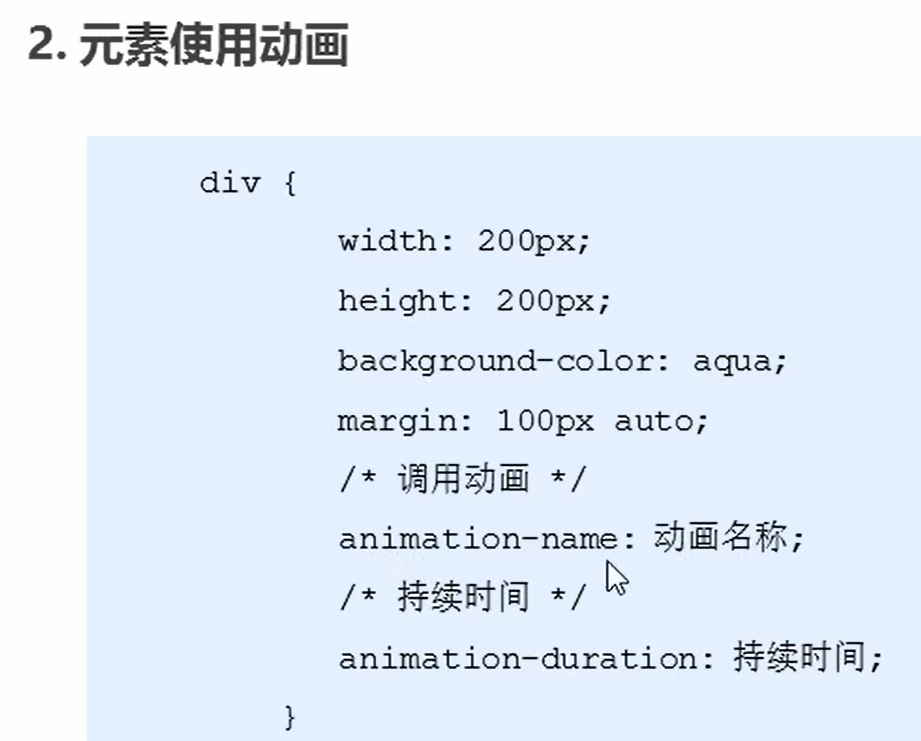 2. 元素使用动画
div {
width: 200px;
height: 200px;
background-color: aqua;
margin: 100px auto;
/* 调用动画 */
animation-name: 动画名称;
/* 持续时间 */
animation-duration: 持续时间;
}